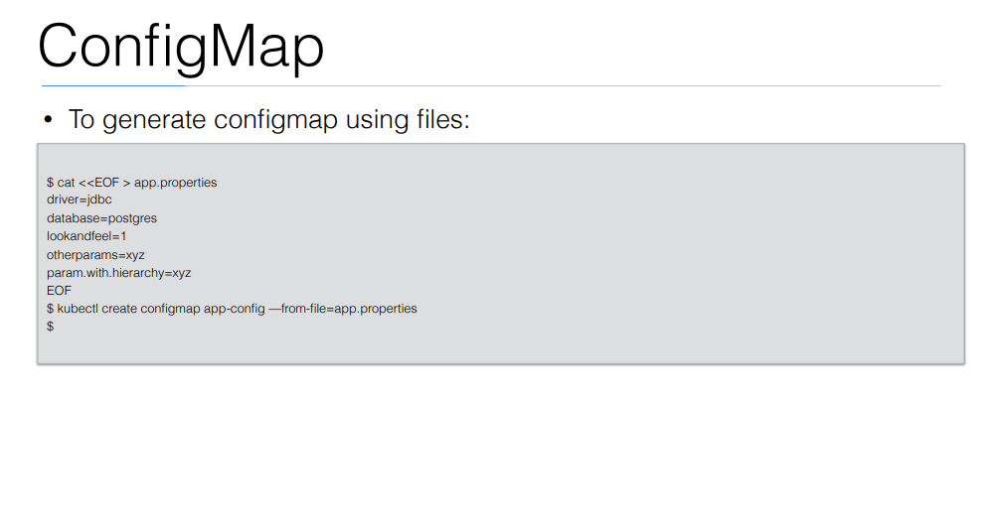 ConfigMap
• To generate configmap using files:
$ cat <<EOF > app.properties
driver=jdbc
database=postgres
lookandfeel=1
otherparams=xyz
param.with.hierarchy=xyz
EOF
$ kubectl create configmap app-config —from-file=app.properties
$